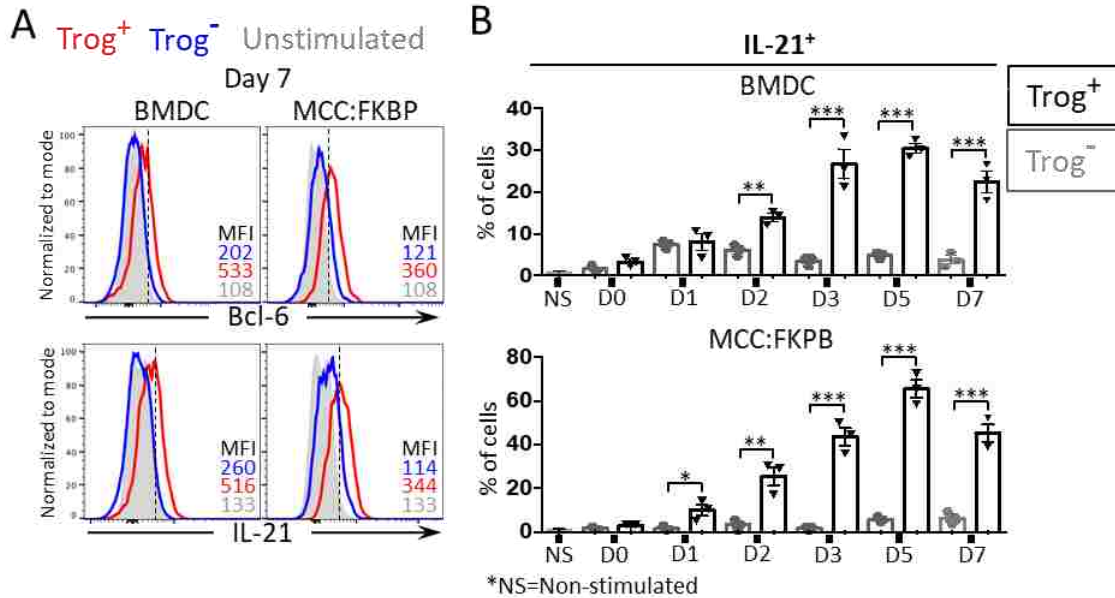 A
Trog+ Trog- Unstimulated
Day 7
BMDC MCC:FKBP
Normalized to mode
100
80
60
40
20
0
MFI
202
533
108
MFI
121
360
108
Bcl-6
Normalized to mode
100
80
60
40
20
0
MFI
260
516
133
MFI
114
344
133
IL-21
B
IL-21+
BMDC
Trog+
Trog-
% of cells
40
30
20
10
0
** *** *** ***
NS D0 D1 D2 D3 D5 D7
MCC:FKPB
% of cells
80
60
40
20
0
* ** *** *** ***
NS D0 D1 D2 D3 D5 D7
*NS=Non-stimulated